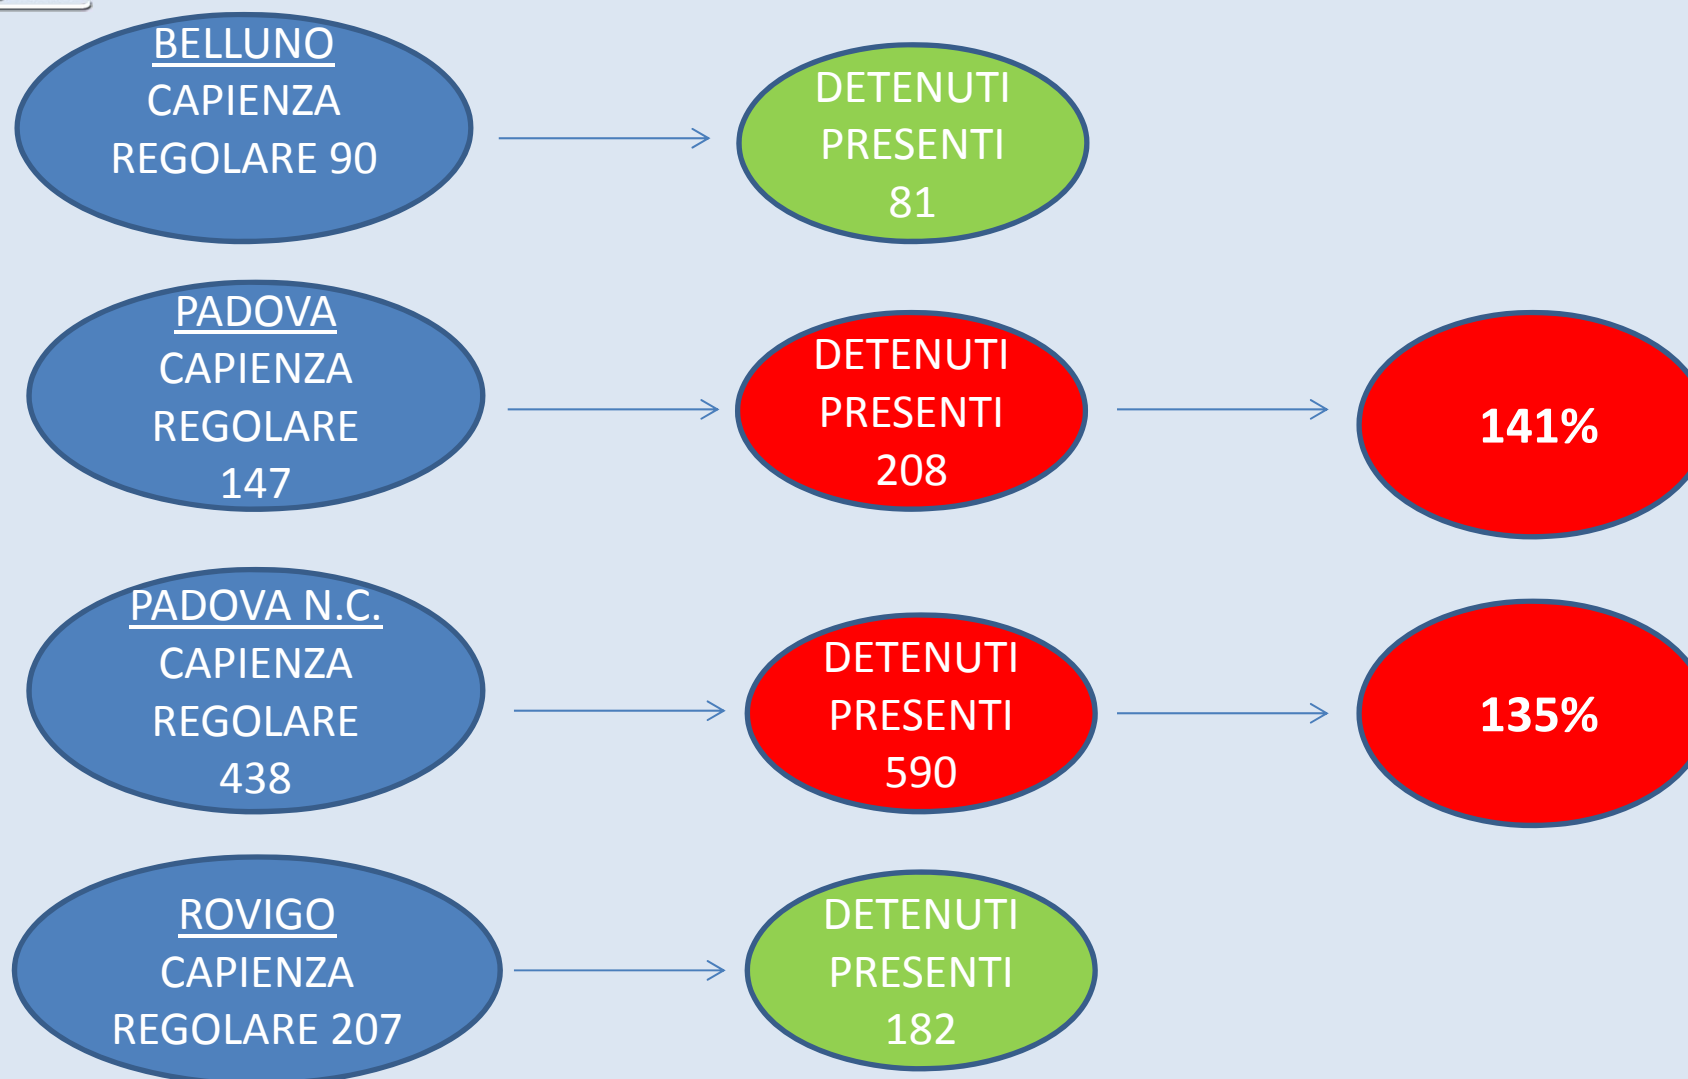 BELLUNO
CAPIENZA
REGOLARE 90
DETENUTI
PRESENTI
81
PADOVA
CAPIENZA
REGOLARE
147
DETENUTI
PRESENTI
208
141%
PADOVA N.C.
CAPIENZA
REGOLARE
438
DETENUTI
PRESENTI
590
135%
ROVIGO
CAPIENZA
REGOLARE 207
DETENUTI
PRESENTI
182